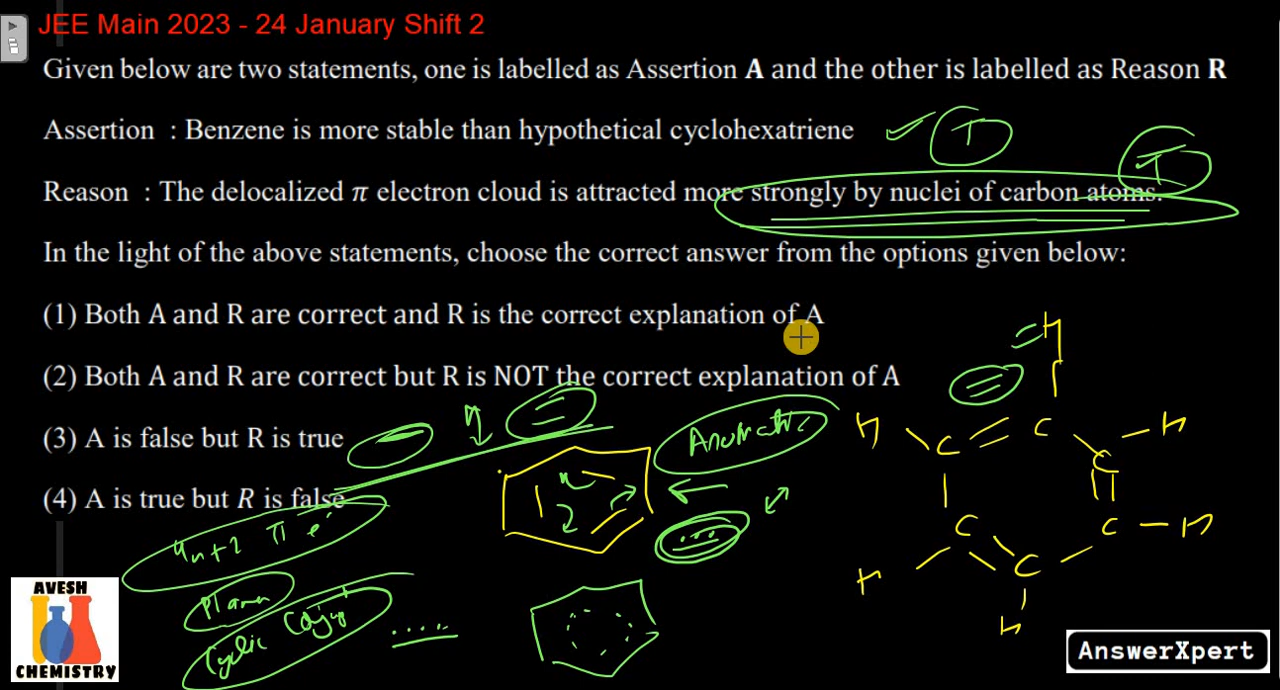 JEE Main 2023 - 24 January Shift 2
Given below are two statements, one is labelled as Assertion A and the other is labelled as Reason R
Assertion : Benzene is more stable than hypothetical cyclohexatriene
T
T
Reason : The delocalized π electron cloud is attracted more strongly by nuclei of carbon atoms.
In the light of the above statements, choose the correct answer from the options given below:
(1) Both A and R are correct and R is the correct explanation of A
(2) Both A and R are correct but R is NOT the correct explanation of A
(3) A is false but R is true
(4) A is true but R is false
H
H C C H
C
C C H
H C
H
4n+2 π e⁻
Cyclic
AVESH
CHEMISTRY
AnswerXpert